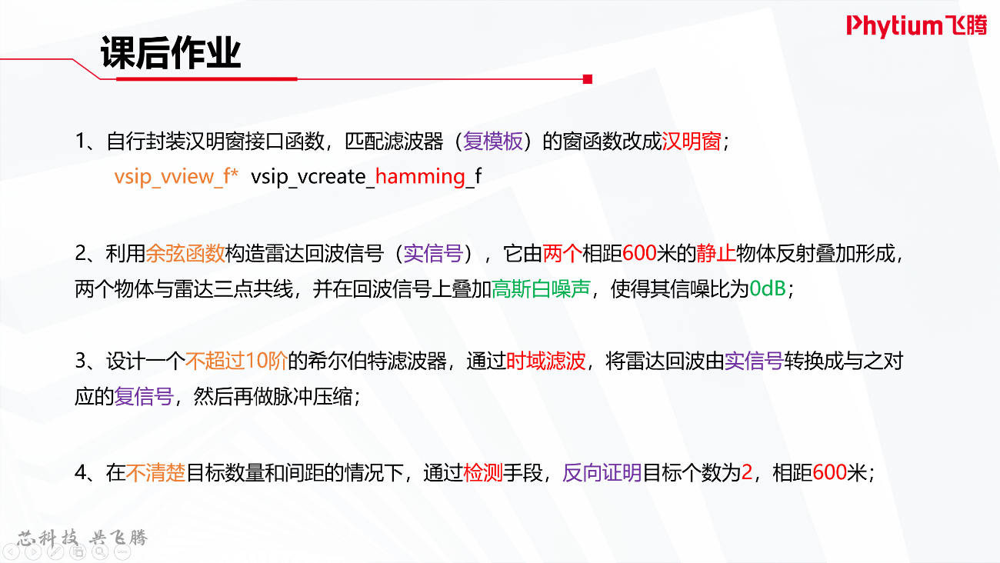 Phytium飞腾
课后作业
1、自行封装汉明窗接口函数，匹配滤波器（复模板）的窗函数改成汉明窗；
vsip_vview_f* vsip_vcreate_hamming_f
2、利用余弦函数构造雷达回波信号（实信号），它由两个相距600米的静止物体反射叠加形成，
两个物体与雷达三点共线，并在回波信号上叠加高斯白噪声，使得其信噪比为0dB；
3、设计一个不超过10阶的希尔伯特滤波器，通过时域滤波，将雷达回波由实信号转换成与之对
应的复信号，然后再做脉冲压缩；
4、在不清楚目标数量和间距的情况下，通过检测手段，反向证明目标个数为2，相距600米；
芯科技 共飞腾